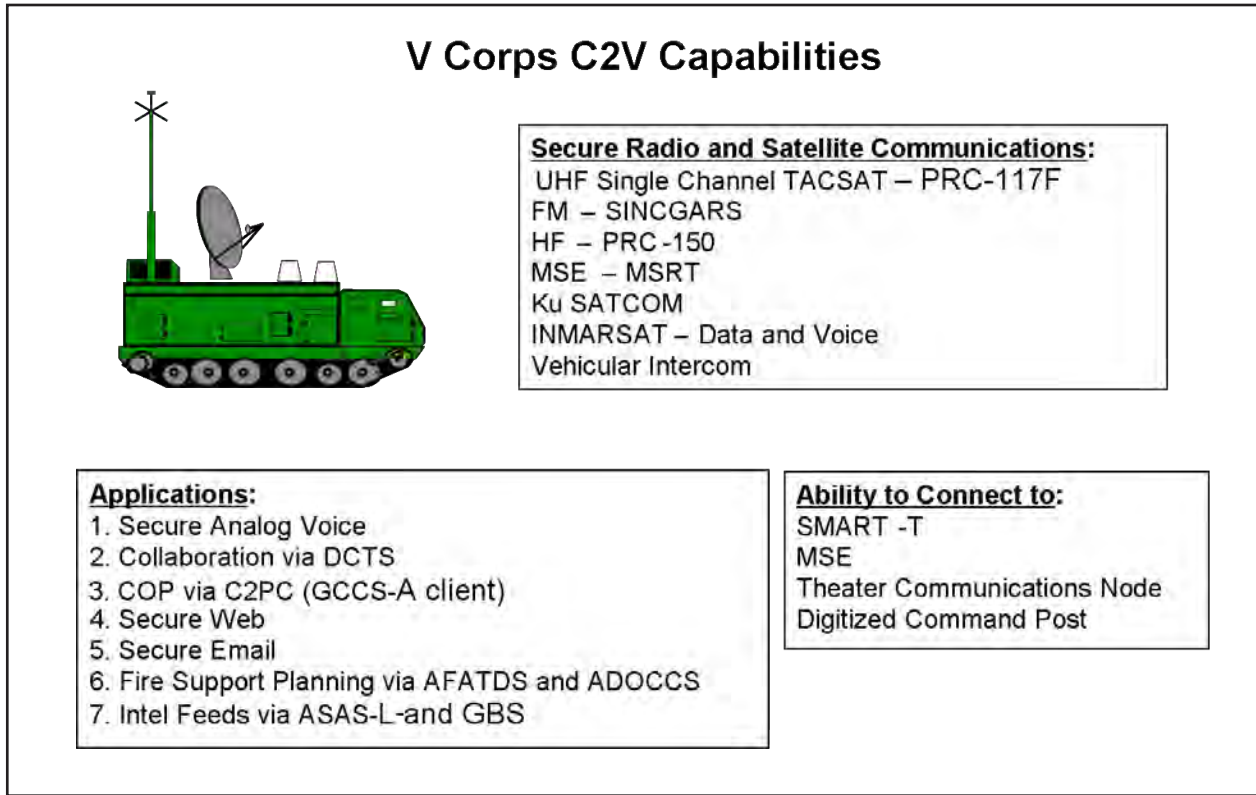 V Corps C2V Capabilities
Secure Radio and Satellite Communications:
UHF Single Channel TACSAT – PRC-117F
FM – SINCGARS
HF – PRC-150
MSE – MSRT
Ku SATCOM
INMARSAT – Data and Voice
Vehicular Intercom
Applications:
1. Secure Analog Voice
2. Collaboration via DCTS
3. COP via C2PC (GCCS-A client)
4. Secure Web
5. Secure Email
6. Fire Support Planning via AFATDS and ADOCCS
7. Intel Feeds via ASAS-L-and GBS
Ability to Connect to:
SMART -T
MSE
Theater Communications Node
Digitized Command Post